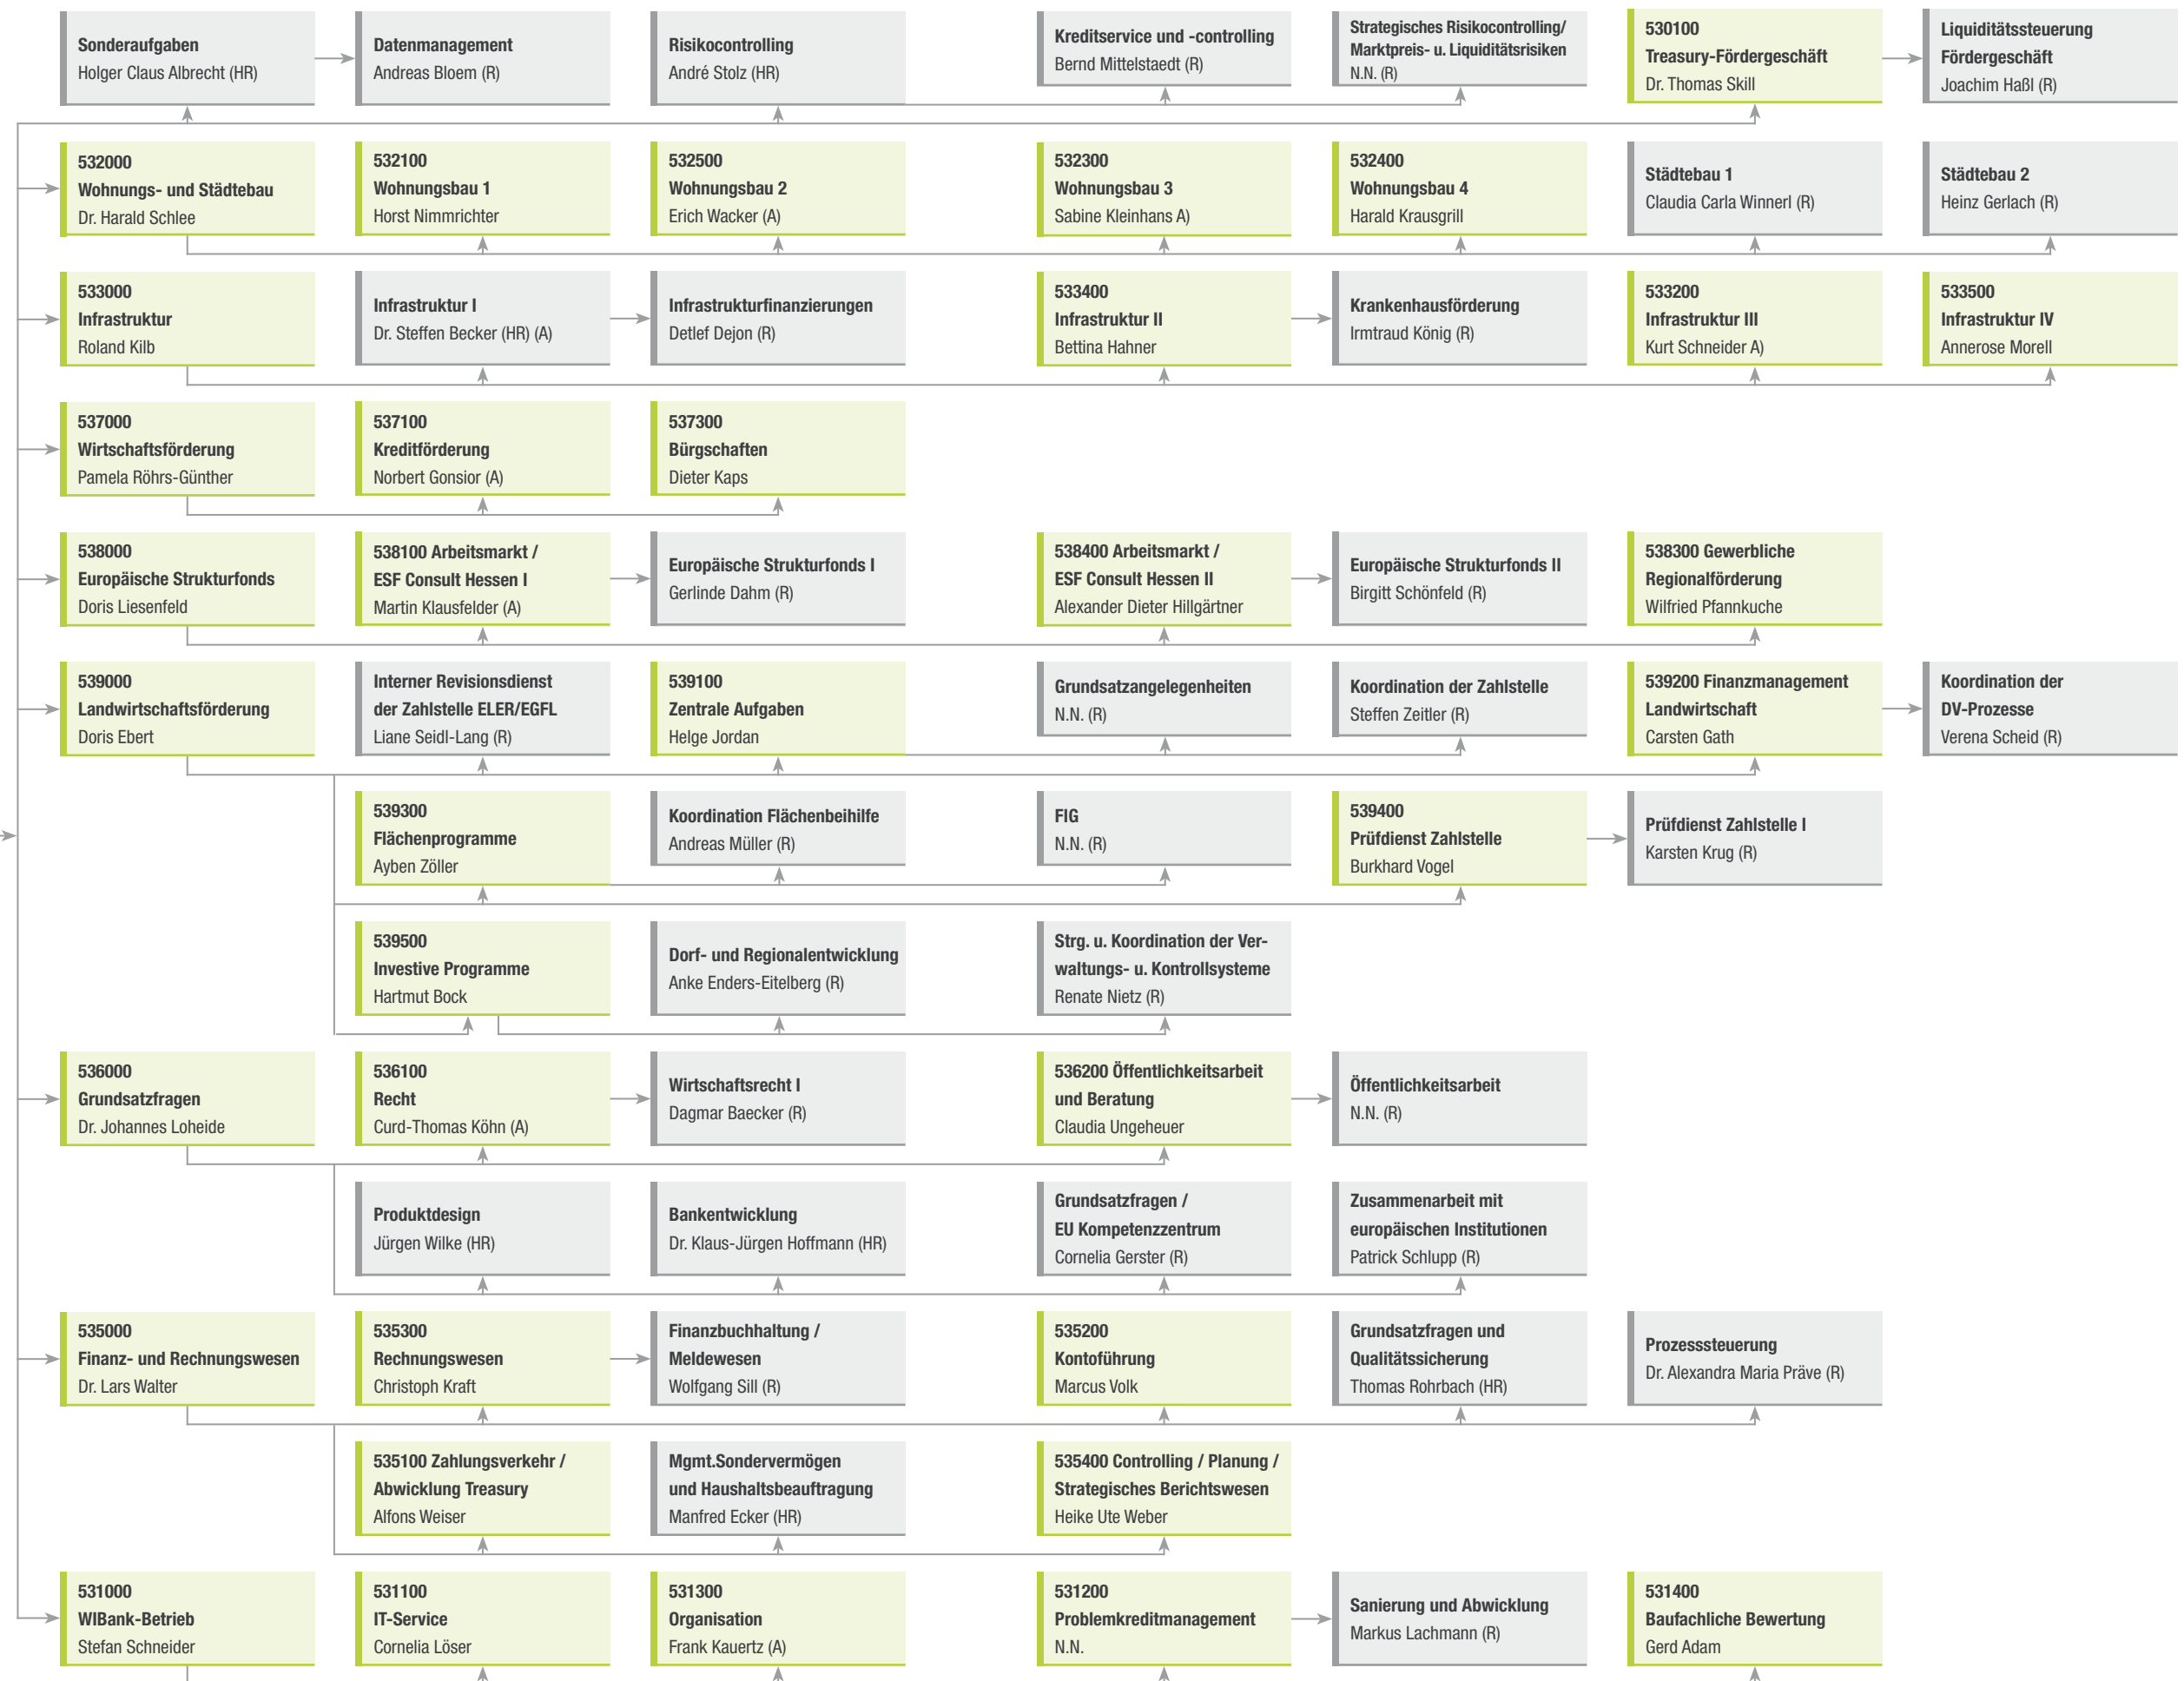 Sonderaufgaben
Holger Claus Albrecht (HR)
Datenmanagement
Andreas Bloem (R)
Risikocontrolling
André Stolz (HR)
Kreditservice und -controlling
Bernd Mittelstaedt (R)
Strategisches Risikocontrolling/
Marktpreis- u. Liquiditätsrisiken
N.N. (R)
530100
Treasury-Fördergeschäft
Dr. Thomas Skill
Liquiditätssteuerung
Fördergeschäft
Joachim Haßl (R)
532000
Wohnungs- und Städtebau
Dr. Harald Schlee
532100
Wohnungsbau 1
Horst Nimmrichter
532500
Wohnungsbau 2
Erich Wacker (A)
532300
Wohnungsbau 3
Sabine Kleinhans A)
532400
Wohnungsbau 4
Harald Krausgrill
Städtebau 1
Claudia Carla Winnerl (R)
Städtebau 2
Heinz Gerlach (R)
533000
Infrastruktur
Roland Kilb
Infrastruktur I
Dr. Steffen Becker (HR) (A)
Infrastrukturfinanzierungen
Detlef Dejon (R)
533400
Infrastruktur II
Bettina Hahner
Krankenhausförderung
Irmtraud König (R)
533200
Infrastruktur III
Kurt Schneider A)
533500
Infrastruktur IV
Annerose Morell
537000
Wirtschaftsförderung
Pamela Röhrs-Günther
537100
Kreditförderung
Norbert Gonsior (A)
537300
Bürgschaften
Dieter Kaps
538000
Europäische Strukturfonds
Doris Liesenfeld
538100 Arbeitsmarkt /
ESF Consult Hessen I
Martin Klausfelder (A)
Europäische Strukturfonds I
Gerlinde Dahm (R)
538400 Arbeitsmarkt /
ESF Consult Hessen II
Alexander Dieter Hillgärtner
Europäische Strukturfonds II
Birgitt Schönfeld (R)
538300 Gewerbliche
Regionalförderung
Wilfried Pfannkuche
539000
Landwirtschaftsförderung
Doris Ebert
Interner Revisionsdienst
der Zahlstelle ELER/EGFL
Liane Seidl-Lang (R)
539100
Zentrale Aufgaben
Helge Jordan
Grundsatzangelegenheiten
N.N. (R)
Koordination der Zahlstelle
Steffen Zeitler (R)
539200 Finanzmanagement
Landwirtschaft
Carsten Gath
Koordination der
DV-Prozesse
Verena Scheid (R)
539300
Flächenprogramme
Ayben Zöller
Koordination Flächenbeihilfe
Andreas Müller (R)
FIG
N.N. (R)
539400
Prüfdienst Zahlstelle
Burkhard Vogel
Prüfdienst Zahlstelle I
Karsten Krug (R)
539500
Investive Programme
Hartmut Bock
Dorf- und Regionalentwicklung
Anke Enders-Eitelberg (R)
Strg. u. Koordination der Ver-
waltungs- u. Kontrollsysteme
Renate Nietz (R)
536000
Grundsatzfragen
Dr. Johannes Loheide
536100
Recht
Curd-Thomas Köhn (A)
Wirtschaftsrecht I
Dagmar Baecker (R)
536200 Öffentlichkeitsarbeit
und Beratung
Claudia Ungeheuer
Öffentlichkeitsarbeit
N.N. (R)
Produktdesign
Jürgen Wilke (HR)
Bankentwicklung
Dr. Klaus-Jürgen Hoffmann (HR)
Grundsatzfragen /
EU Kompetenzzentrum
Cornelia Gerster (R)
Zusammenarbeit mit
europäischen Institutionen
Patrick Schlupp (R)
535000
Finanz- und Rechnungswesen
Dr. Lars Walter
535300
Rechnungswesen
Christoph Kraft
Finanzbuchhaltung /
Meldewesen
Wolfgang Sill (R)
535200
Kontoführung
Marcus Volk
Grundsatzfragen und
Qualitätssicherung
Thomas Rohrbach (HR)
Prozesssteuerung
Dr. Alexandra Maria Präve (R)
535100 Zahlungsverkehr /
Abwicklung Treasury
Alfons Weiser
Mgmt.Sondervermögen
und Haushaltsbeauftragung
Manfred Ecker (HR)
535400 Controlling / Planung /
Strategisches Berichtswesen
Heike Ute Weber
531000
WIBank-Betrieb
Stefan Schneider
531100
IT-Service
Cornelia Löser
531300
Organisation
Frank Kauertz (A)
531200
Problemkreditmanagement
N.N.
Sanierung und Abwicklung
Markus Lachmann (R)
531400
Baufachliche Bewertung
Gerd Adam